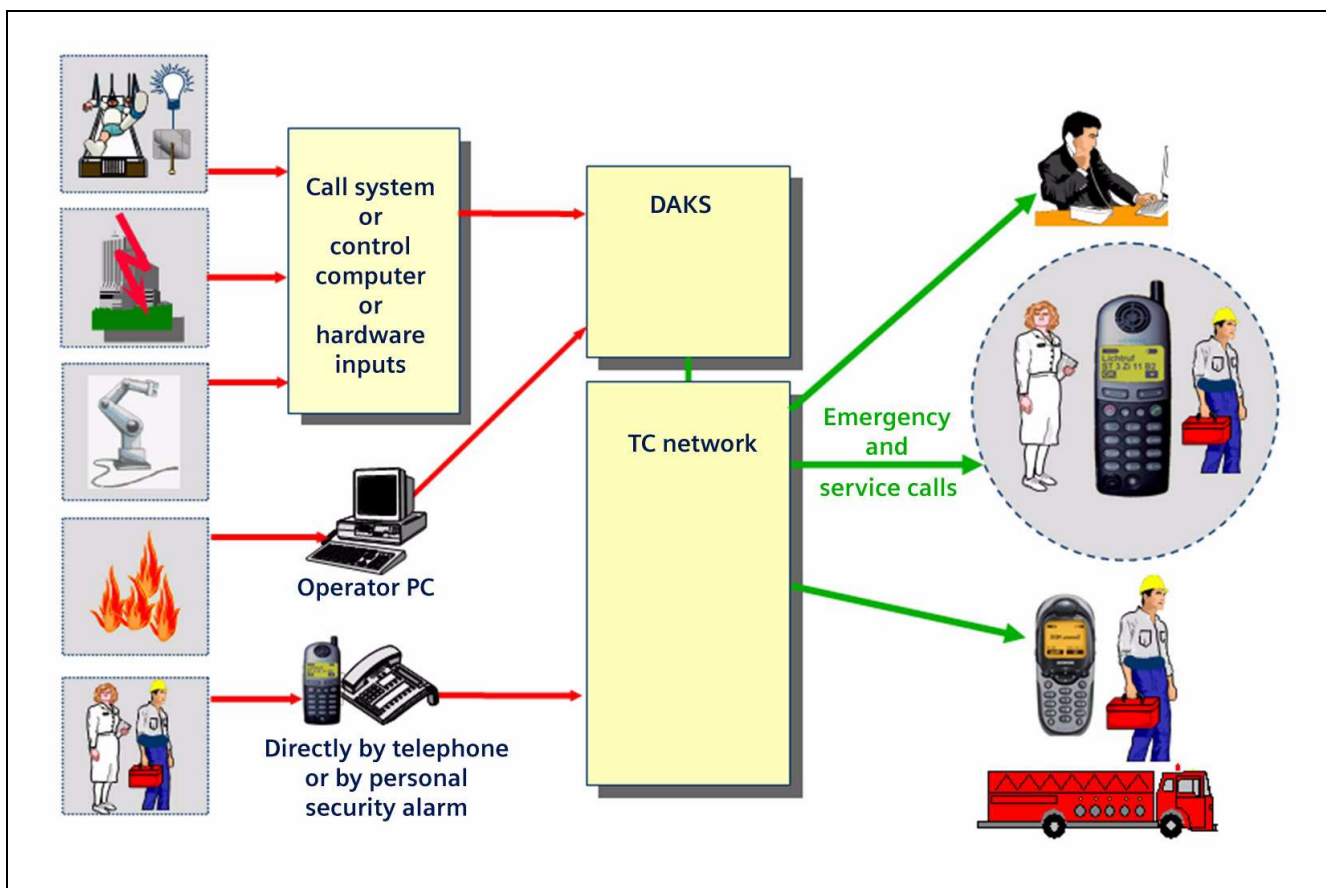 Call system
or
control
computer
or
hardware
inputs
DAKS
TC network
Operator PC
Directly by telephone
or by personal
security alarm
Emergency
and
service calls
Lichtruf
ST 3 Zi 11 B2
OK